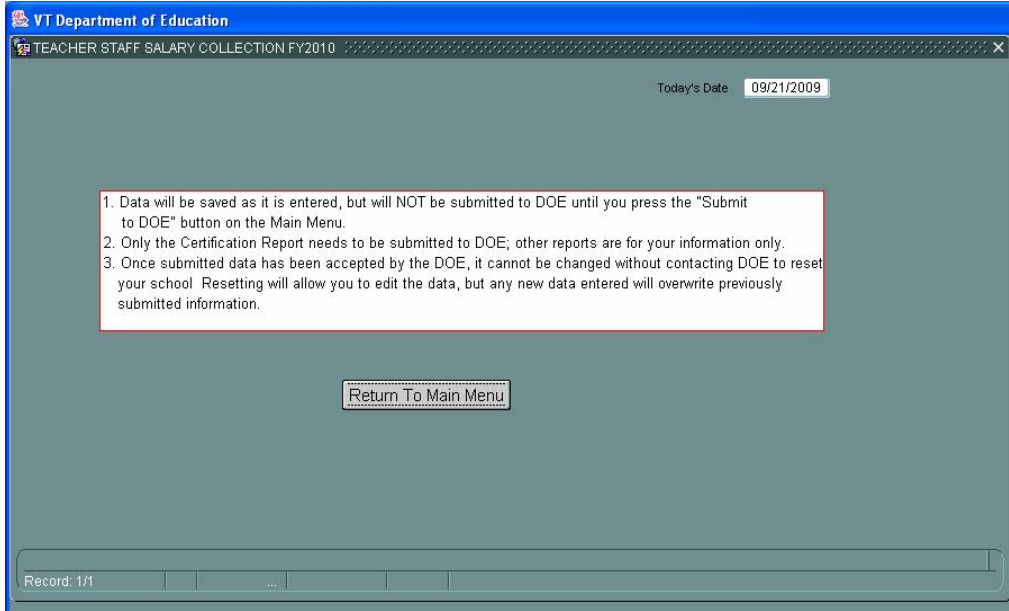 VT Department of Education
TEACHER STAFF SALARY COLLECTION FY2010
Today's Date 09/21/2009
1. Data will be saved as it is entered, but will NOT be submitted to DOE until you press the "Submit
to DOE" button on the Main Menu.
2. Only the Certification Report needs to be submitted to DOE; other reports are for your information only.
3. Once submitted data has been accepted by the DOE, it cannot be changed without contacting DOE to reset
your school Resetting will allow you to edit the data, but any new data entered will overwrite previously
submitted information.
Return To Main Menu
Record: 1/1 ...